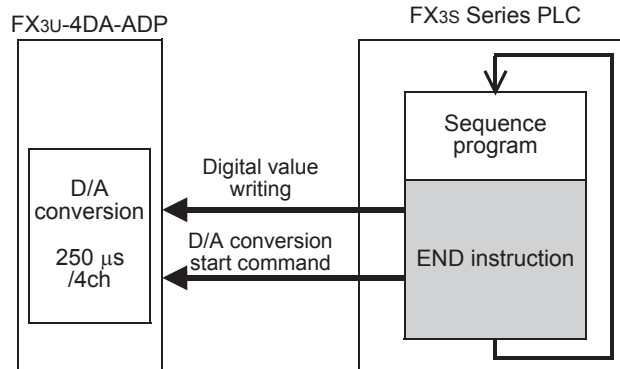 FX3U-4DA-ADP
FX3S Series PLC
Sequence
program
Digital value
writing
D/A
conversion
250 μs
/4ch
D/A conversion
start command
END instruction